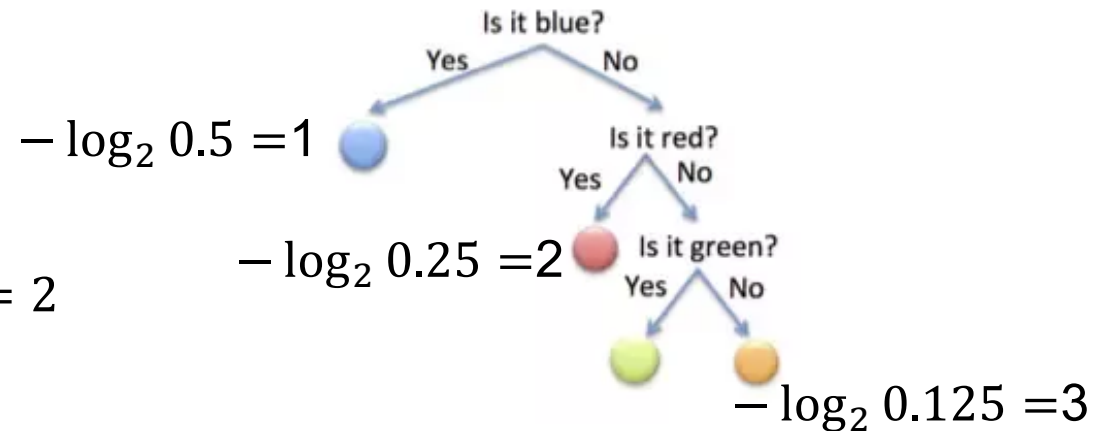 Is it blue?
Yes No
− log₂ 0.5 =1
Is it red?
Yes No
− log₂ 0.25 =2
Is it green?
= 2
Yes No
− log₂ 0.125 =3